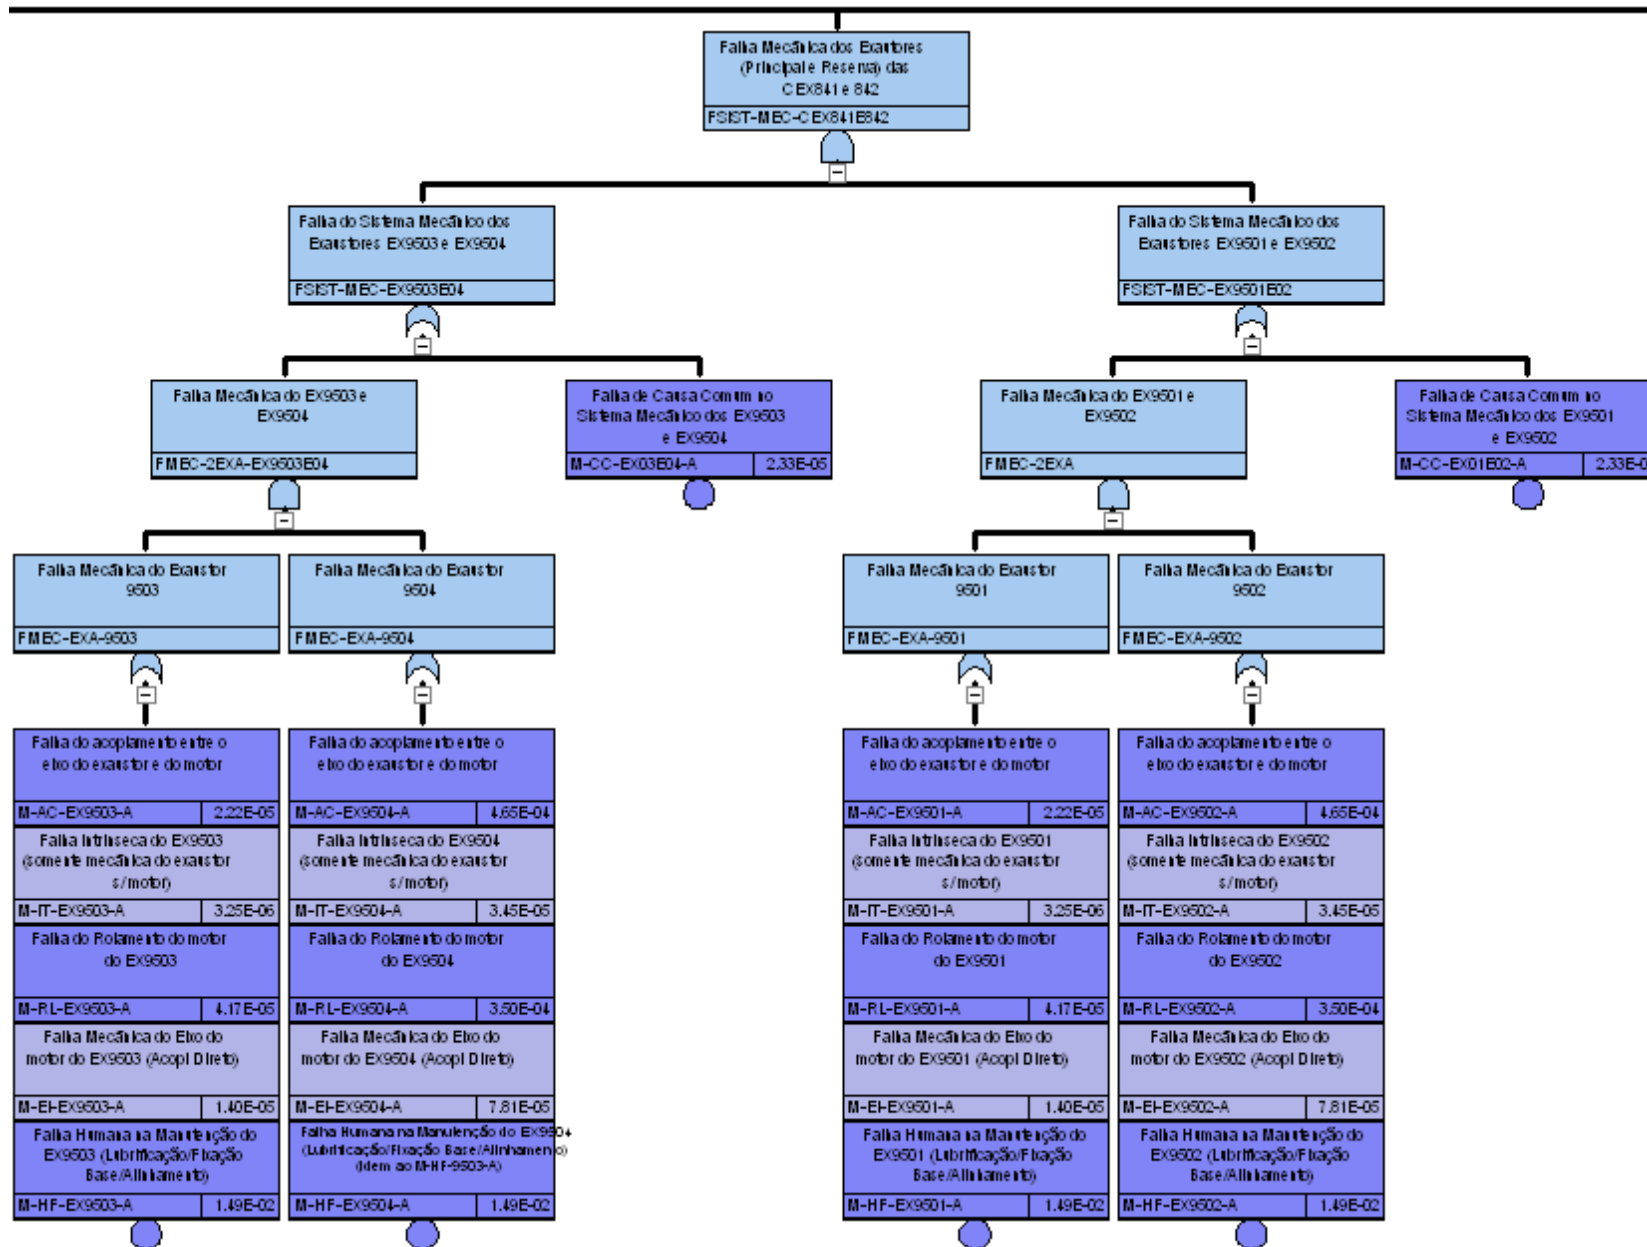 Falha Mecânica dos Exautores
(Principal e Reserva) das
CEX841 e 842
FSIST-MEC-CEX841E842
Falha do Sistema Mecânico dos
Exaustores EX9503 e EX9504
FSIST-MEC-EX9503E04
Falha do Sistema Mecânico dos
Exaustores EX9501 e EX9502
FSIST-MEC-EX9501E02
Falha Mecânica do EX9503 e
EX9504
FMEC-2EXA-EX9503E04
Falha de Causa Comum no
Sistema Mecânico dos EX9503
e EX9504
M-CC-EX03E04-A 2.33E-05
Falha Mecânica do EX9501 e
EX9502
FMEC-2EXA
Falha de Causa Comum no
Sistema Mecânico dos EX9501
e EX9502
M-CC-EX01E02-A
Falha Mecânica do Exaustor
9503
FMEC-EXA-9503
Falha Mecânica do Exaustor
9504
FMEC-EXA-9504
Falha Mecânica do Exaustor
9501
FMEC-EXA-9501
Falha Mecânica do Exaustor
9502
FMEC-EXA-9502
Falha do acoplamento entre o
eixo do exaustor e do motor
M-AC-EX9503-A 2.22E-05
Falha Intrínseca do EX9503
(somente mecânica do exaustor
s/motor)
M-IT-EX9503-A 3.25E-06
Falha do Rolamento do motor
do EX9503
M-RL-EX9503-A 4.17E-05
Falha Mecânica do Eixo do
motor do EX9503 (Acopl Direto)
M-EI-EX9503-A 1.40E-05
Falha Humana na Manutenção do
EX9503 (Lubrificação/Fixação
Base/Alinhamento)
M-HF-EX9503-A 1.49E-02
Falha do acoplamento entre o
eixo do exaustor e do motor
M-AC-EX9504-A 4.65E-04
Falha Intrínseca do EX9504
(somente mecânica do exaustor
s/motor)
M-IT-EX9504-A 3.45E-05
Falha do Rolamento do motor
do EX9504
M-RL-EX9504-A 3.50E-04
Falha Mecânica do Eixo do
motor do EX9504 (Acopl Direto)
M-EI-EX9504-A 7.81E-05
Falha Humana na Manutenção do EX9504
(Lubrificação/Fixação Base/Alinhamento)
(Idem ao M-HF-9503-A)
M-HF-EX9504-A 1.49E-02
Falha do acoplamento entre o
eixo do exaustor e do motor
M-AC-EX9501-A 2.22E-05
Falha Intrínseca do EX9501
(somente mecânica do exaustor
s/motor)
M-IT-EX9501-A 3.25E-06
Falha do Rolamento do motor
do EX9501
M-RL-EX9501-A 4.17E-05
Falha Mecânica do Eixo do
motor do EX9501 (Acopl Direto)
M-EI-EX9501-A 1.40E-05
Falha Humana na Manutenção do
EX9501 (Lubrificação/Fixação
Base/Alinhamento)
M-HF-EX9501-A 1.49E-02
Falha do acoplamento entre o
eixo do exaustor e do motor
M-AC-EX9502-A 4.65E-04
Falha Intrínseca do EX9502
(somente mecânica do exaustor
s/motor)
M-IT-EX9502-A 3.45E-05
Falha do Rolamento do motor
do EX9502
M-RL-EX9502-A 3.50E-04
Falha Mecânica do Eixo do
motor do EX9502 (Acopl Direto)
M-EI-EX9502-A 7.81E-05
Falha Humana na Manutenção do
EX9502 (Lubrificação/Fixação
Base/Alinhamento)
M-HF-EX9502-A 1.49E-02